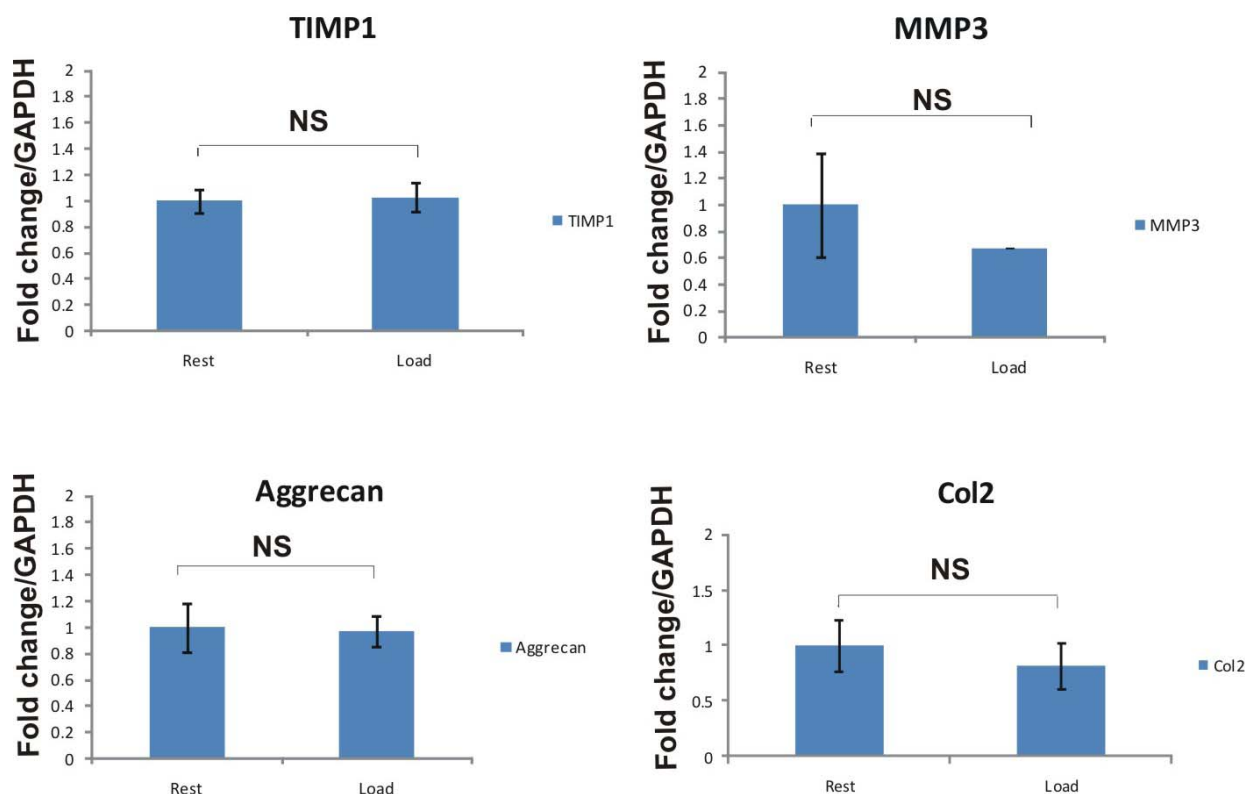 TIMP1
Fold change/GAPDH
2
1.8
1.6
1.4
1.2
1
0.8
0.6
0.4
0.2
0
NS
Rest Load
TIMP1
MMP3
Fold change/GAPDH
2
1.8
1.6
1.4
1.2
1
0.8
0.6
0.4
0.2
0
NS
Rest Load
MMP3
Aggrecan
Fold change/GAPDH
2
1.8
1.6
1.4
1.2
1
0.8
0.6
0.4
0.2
0
NS
Rest Load
Aggrecan
Col2
Fold change/GAPDH
2
1.5
1
0.5
0
NS
Rest Load
Col2